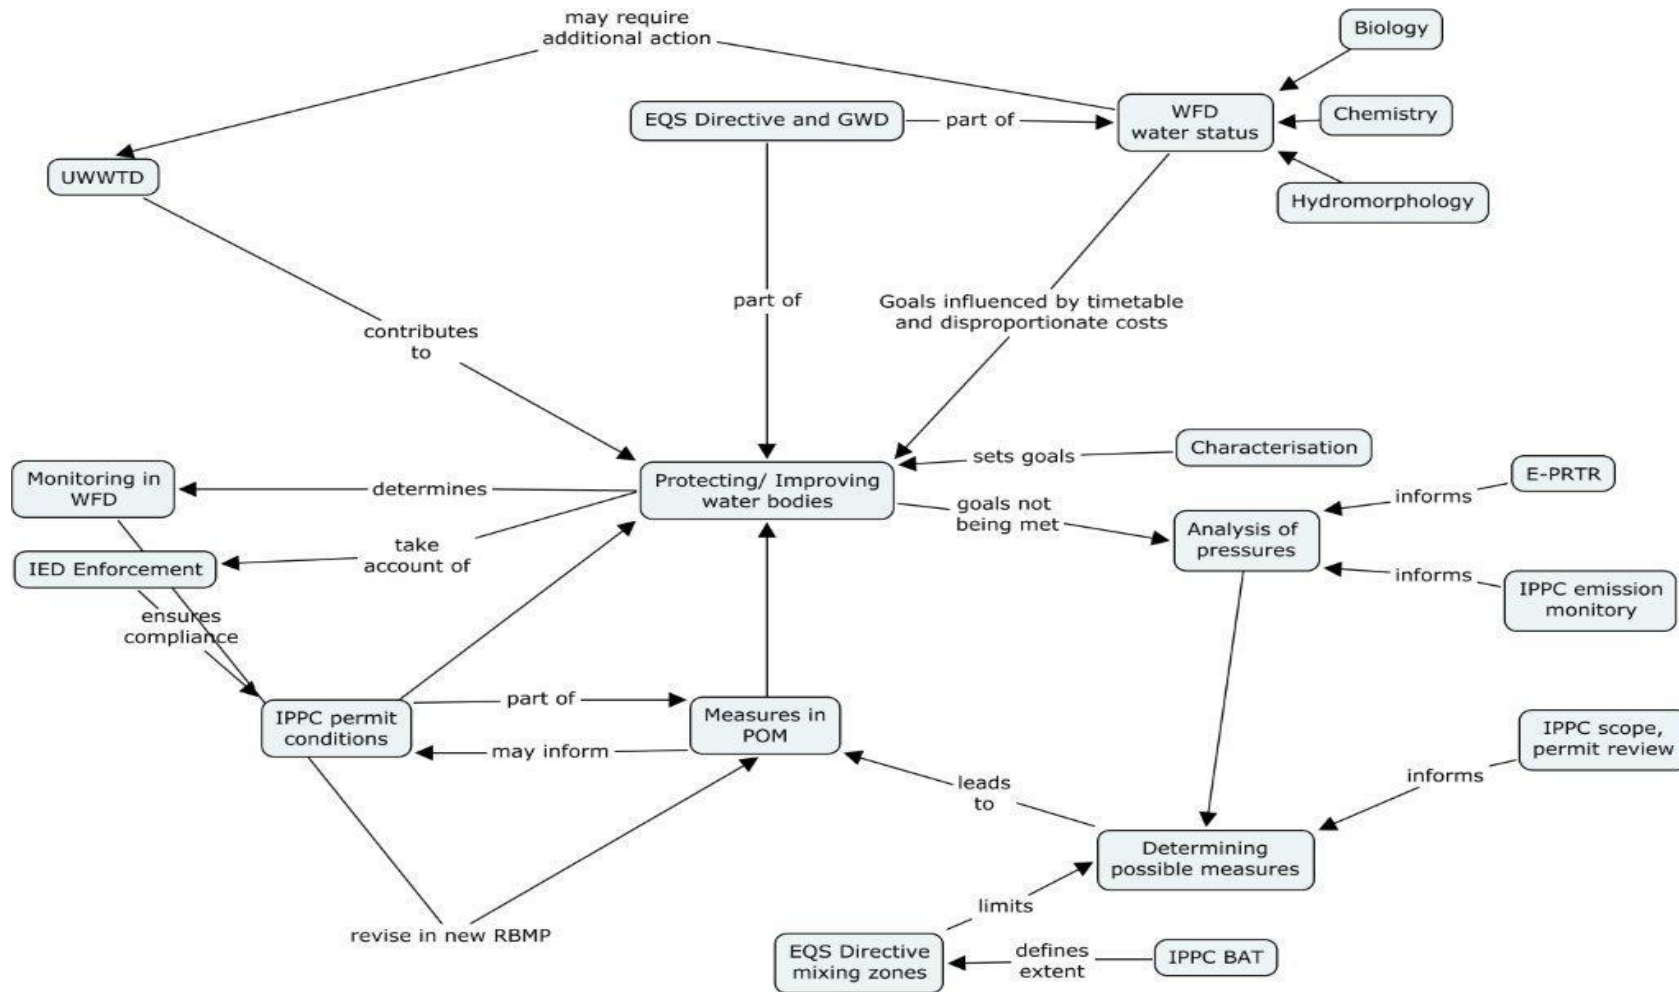 may require
additional action
Biology
EQS Directive and GWD
part of
WFD
water status
Chemistry
UWWTD
Hydromorphology
part of
Goals influenced by timetable
and disproportionate costs
contributes
to
Monitoring in
WFD
determines
Protecting/ Improving
water bodies
sets goals
Characterisation
E-PRTR
informs
goals not
being met
Analysis of
pressures
IED Enforcement
take
account of
informs
IPPC emission
monitory
ensures
compliance
IPPC permit
conditions
part of
may inform
Measures in
POM
IPPC scope,
permit review
informs
leads
to
Determining
possible measures
limits
revise in new RBMP
EQS Directive
mixing zones
defines
extent
IPPC BAT